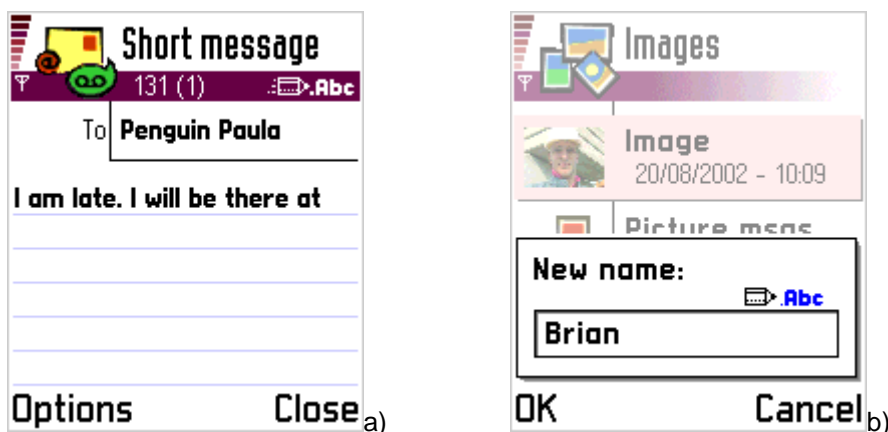 Short message
131 (1) .Abc
To Penguin Paula
I am late. I will be there at
Options Close
a)
Images
Image
20/08/2002 - 10:09
Picture msgs
New name:
.Abc
Brian
OK Cancel
b)